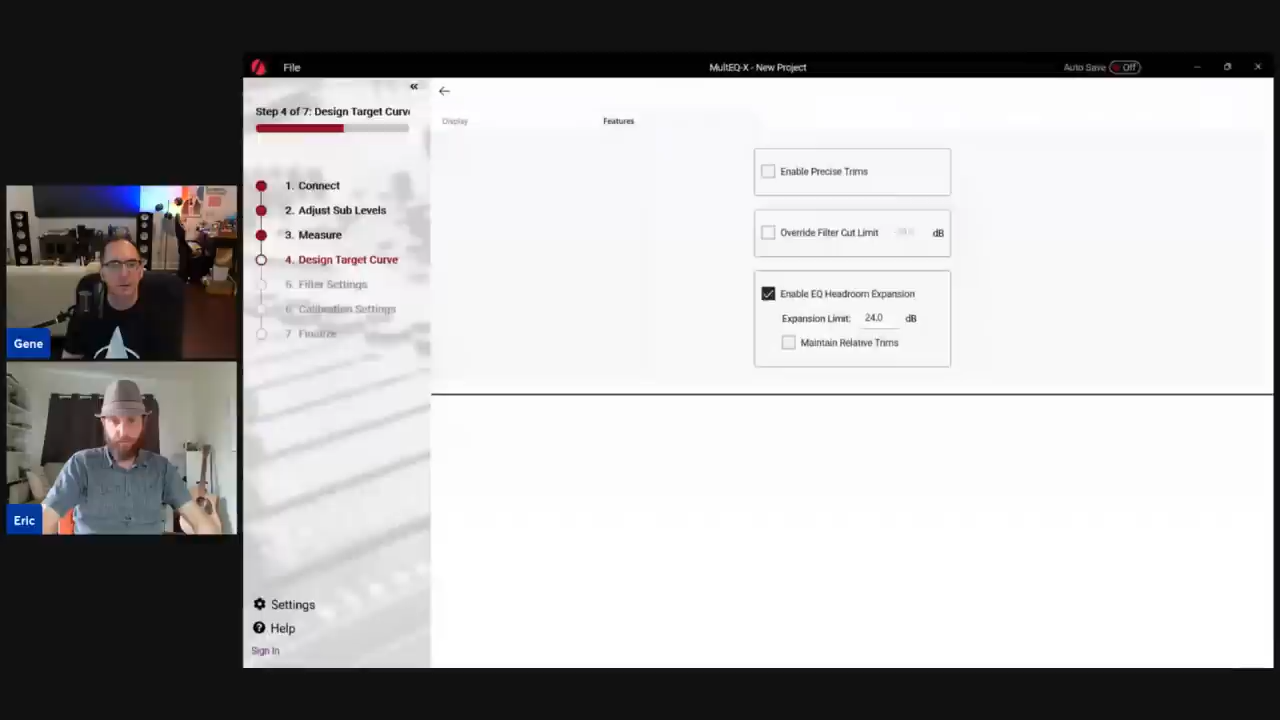 File
MultEQ-X - New Project
Auto Save
Off
Step 4 of 7: Design Target Curv
Display
Features
1. Connect
2. Adjust Sub Levels
3. Measure
4. Design Target Curve
5. Filter Settings
6. Calibration Settings
7 Finalize
Enable Precise Trims
Override Filter Cut Limit
dB
Enable EQ Headroom Expansion
Expansion Limit: 24.0 dB
Maintain Relative Trims
Gene
Eric
Settings
Help
Sign In